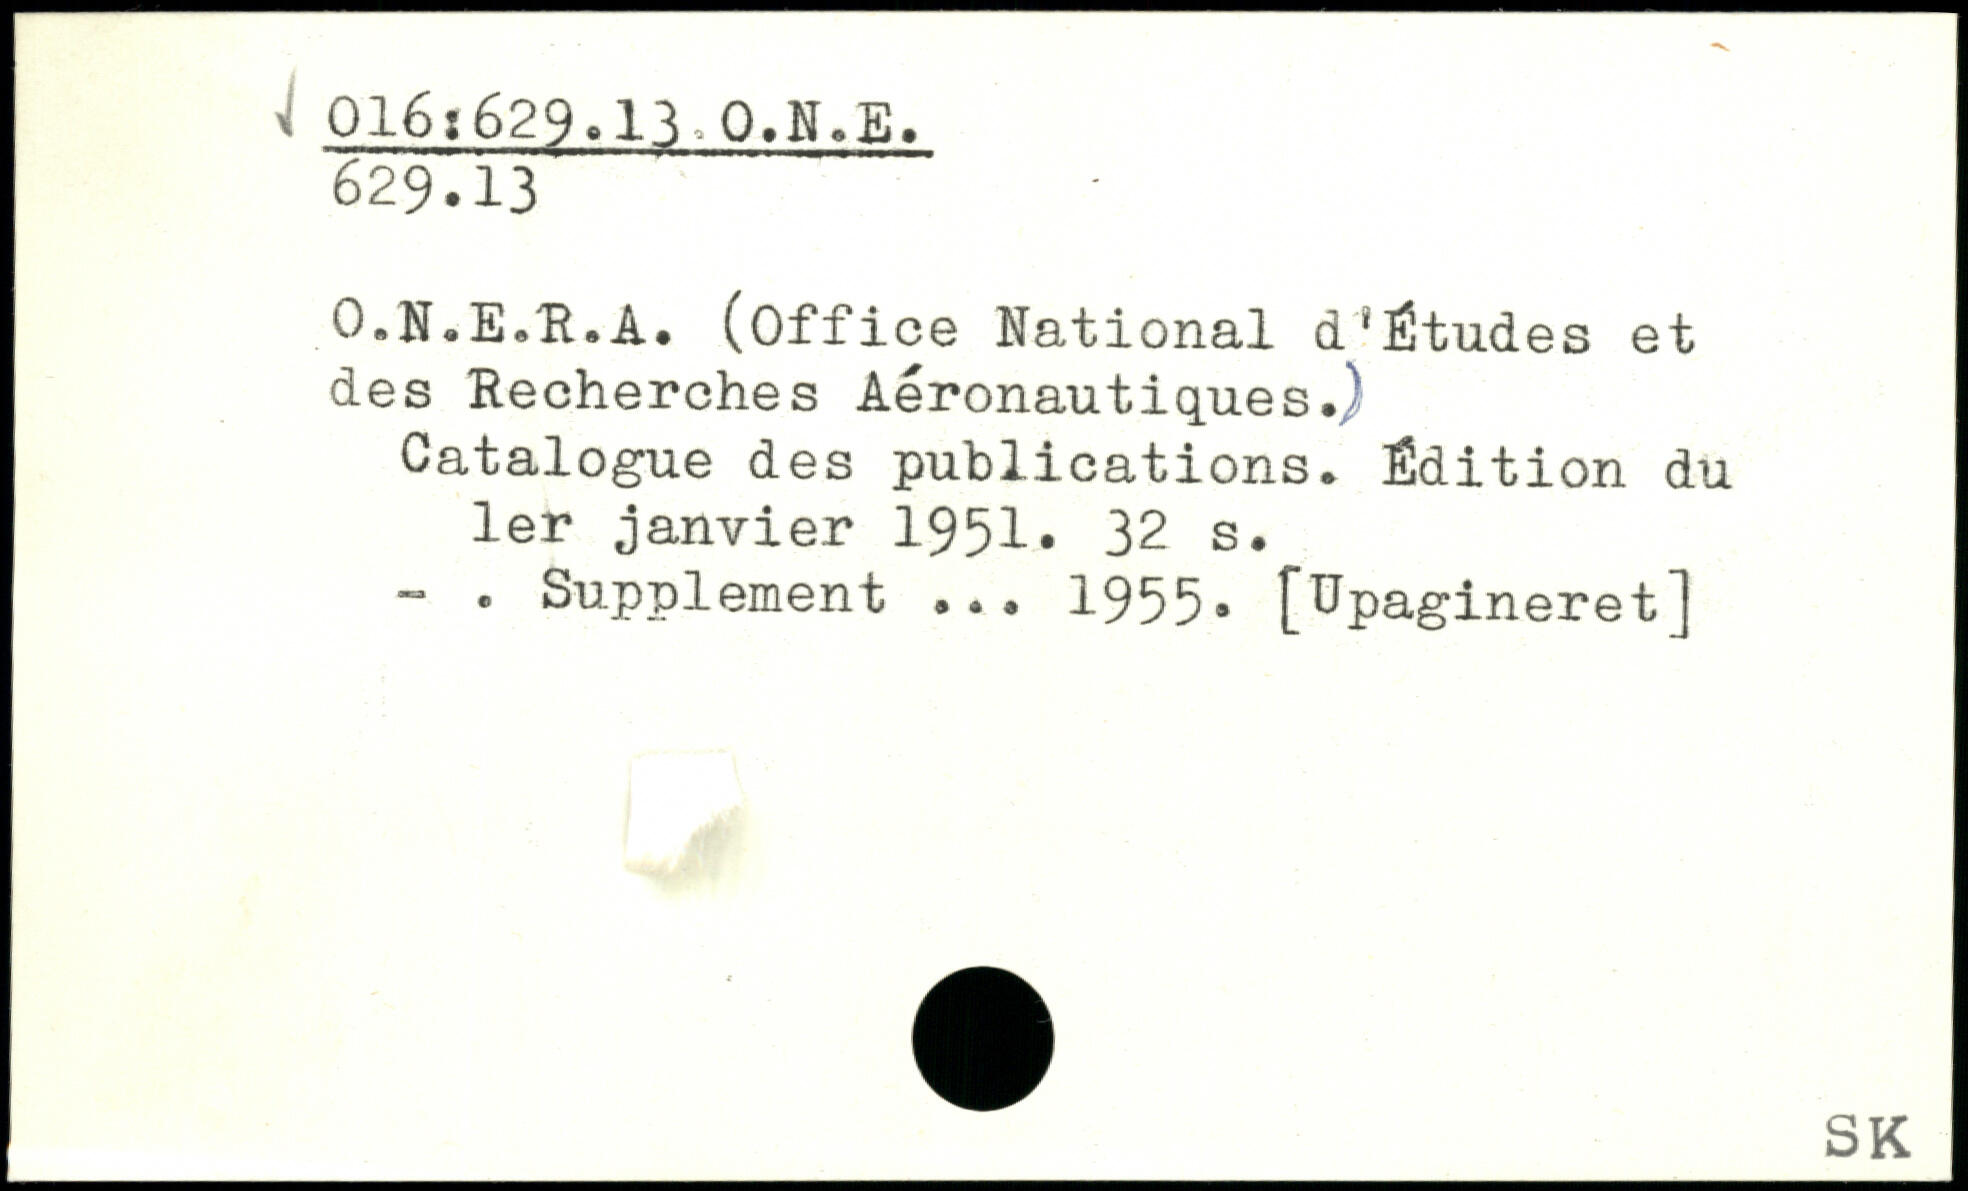 016:629.13 O.N.E.
629.13
O.N.E.R.A. (Office National d'Études et
des Recherches Aéronautiques.)
Catalogue des publications. Édition du
1er janvier 1951. 32 s.
- . Supplement ... 1955. [Upagineret]
SK